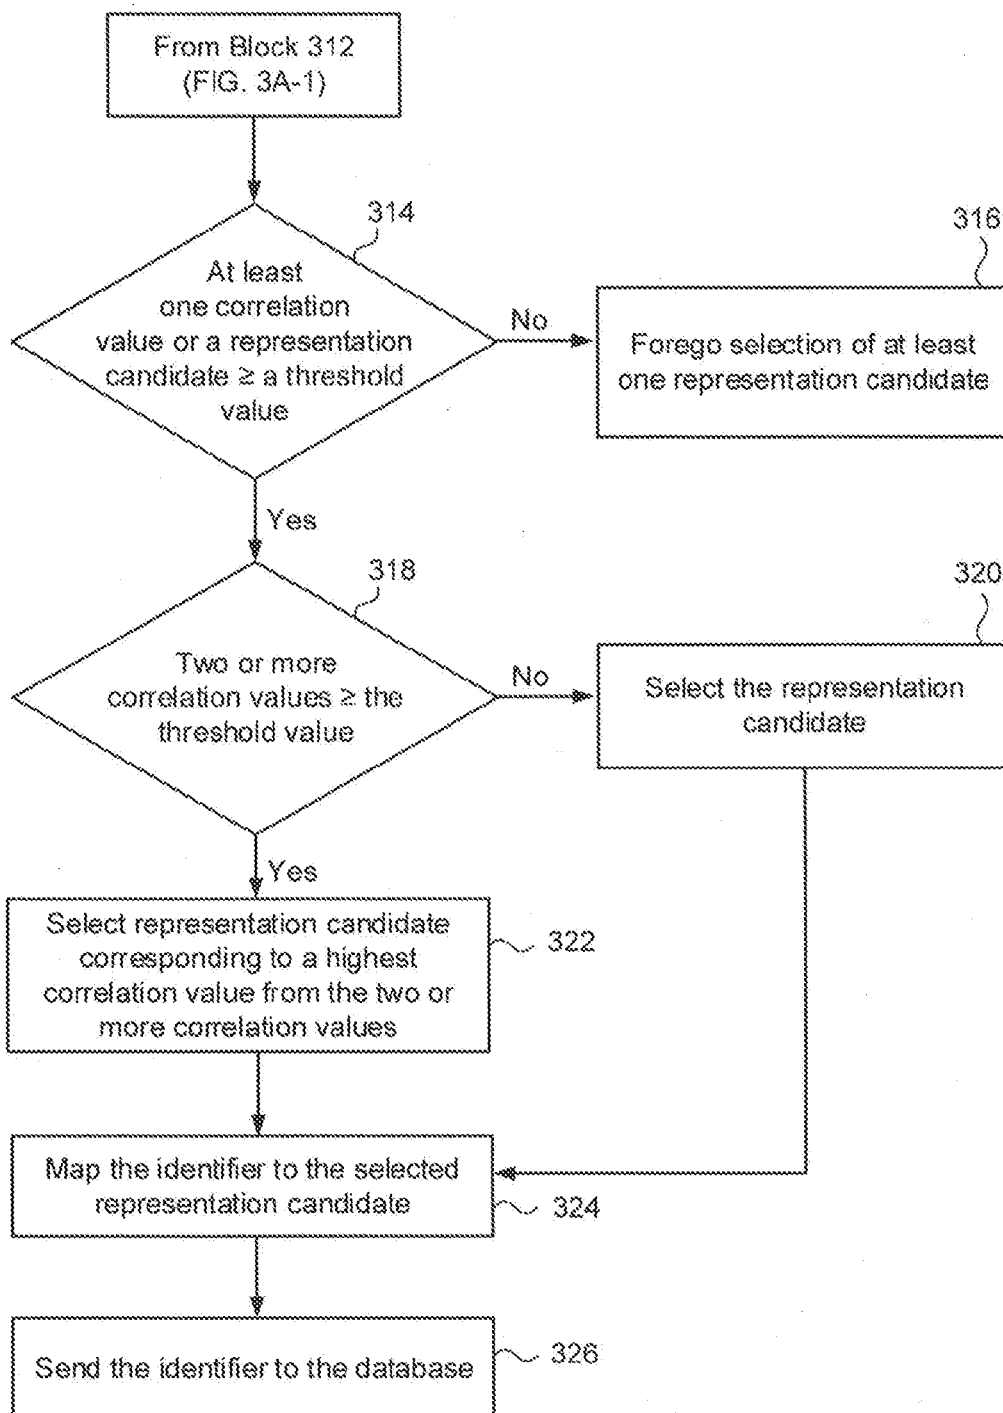 From Block 312
(FIG. 3A-1)
314
At least
one correlation
value or a representation
candidate ≥ a threshold
value
No
316
Forego selection of at least
one representation candidate
Yes
318
Two or more
correlation values ≥ the
threshold value
No
320
Select the representation
candidate
Yes
Select representation candidate
corresponding to a highest
correlation value from the two or
more correlation values
322
Map the identifier to the selected
representation candidate
324
Send the identifier to the database
326